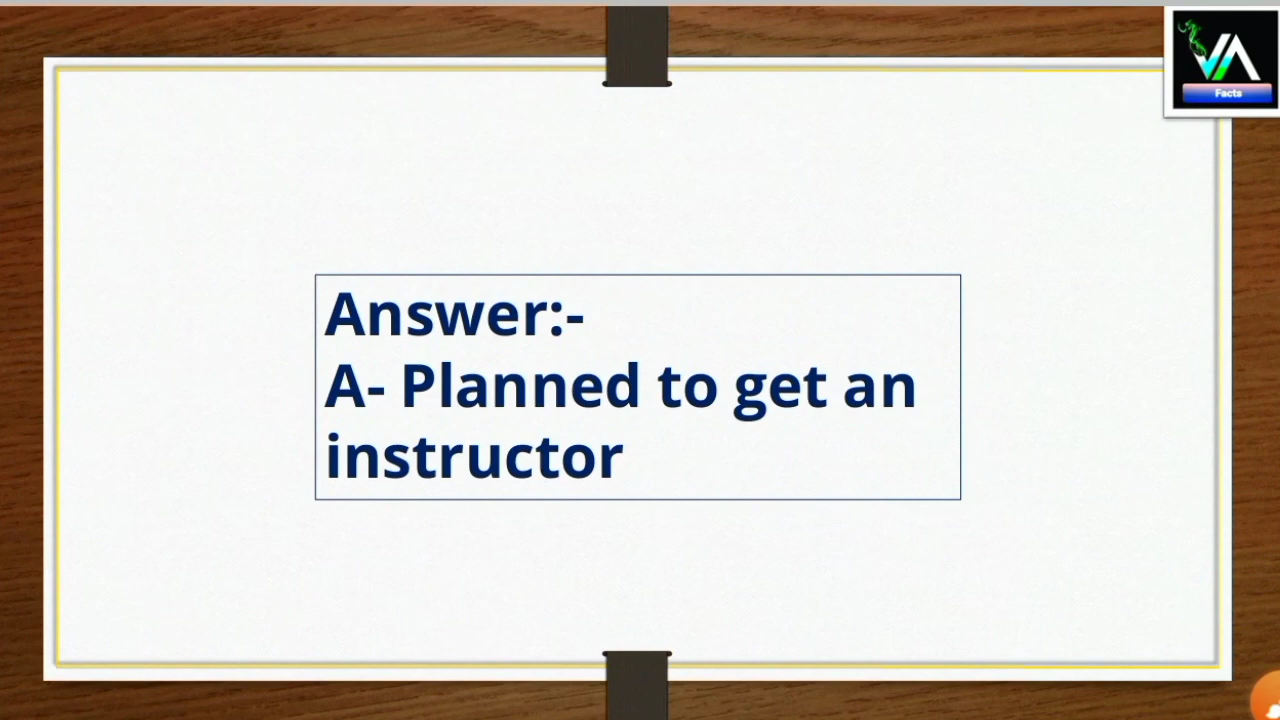 Facts
Answer:-
A- Planned to get an
instructor